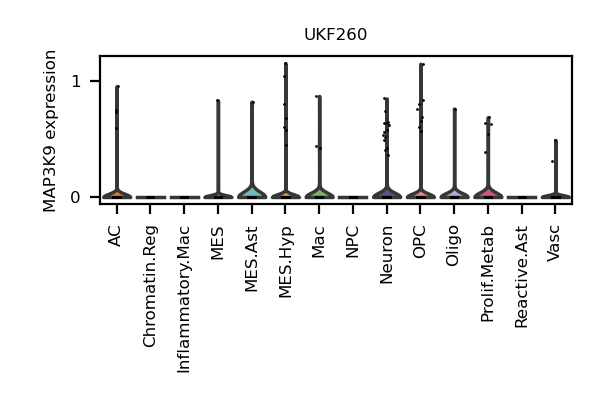 UKF260
MAP3K9 expression
1
0
AC
Chromatin.Reg
Inflammatory.Mac
MES
MES.Ast
MES.Hyp
Mac
NPC
Neuron
OPC
Oligo
Prolif.Metab
Reactive.Ast
Vasc